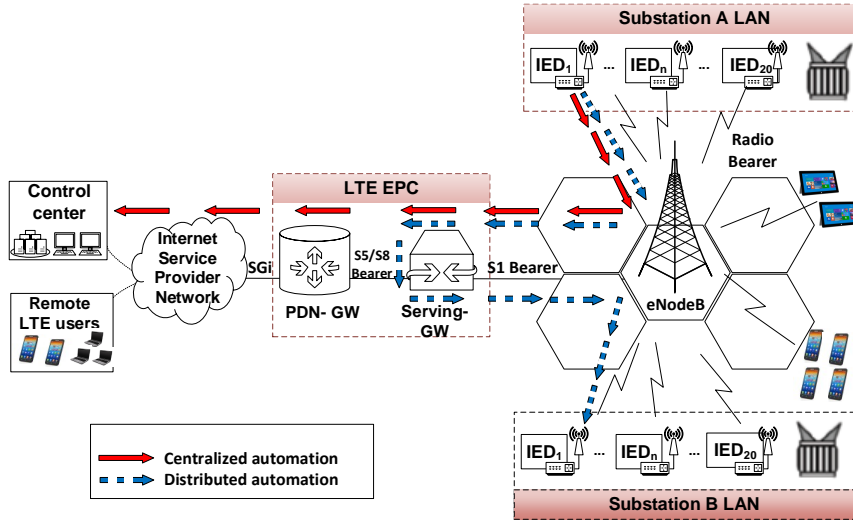 Substation A LAN
IED1
...
IEDn
...
IED20
Radio
Bearer
LTE EPC
Control
center
Internet
Service
Provider
Network
SGi
S5/S8
Bearer
S1 Bearer
PDN- GW
Serving-
GW
eNodeB
Remote
LTE users
Centralized automation
Distributed automation
IED1
...
IEDn
...
IED20
Substation B LAN